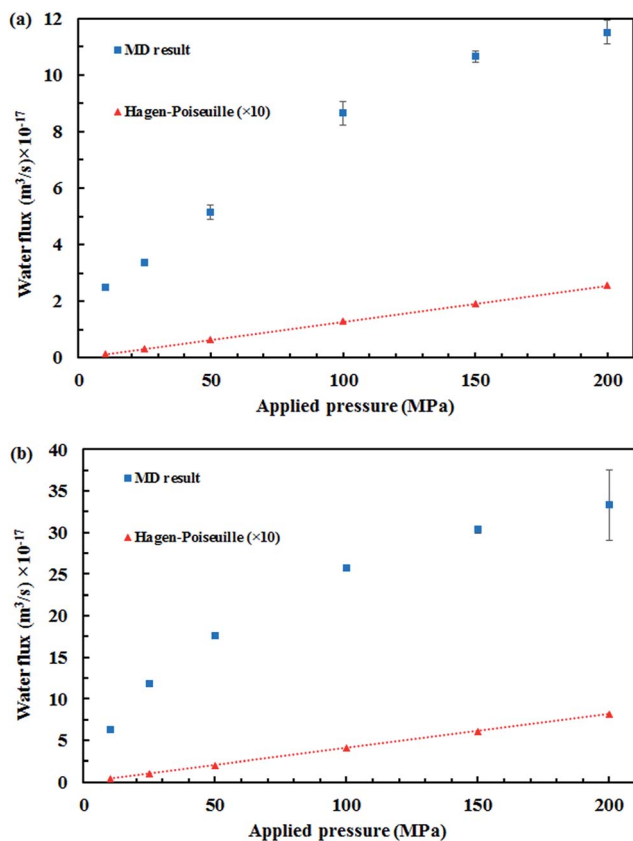 (a)
12
10
8
6
4
2
0
Water flux (m³/s)×10⁻¹⁷
MD result
Hagen-Poiseuille (×10)
0 50 100 150 200
Applied pressure (MPa)
(b)
40
35
30
25
20
15
10
5
0
Water flux (m³/s) ×10⁻¹⁷
MD result
Hagen-Poiseuille (×10)
0 50 100 150 200
Applied pressure (MPa)